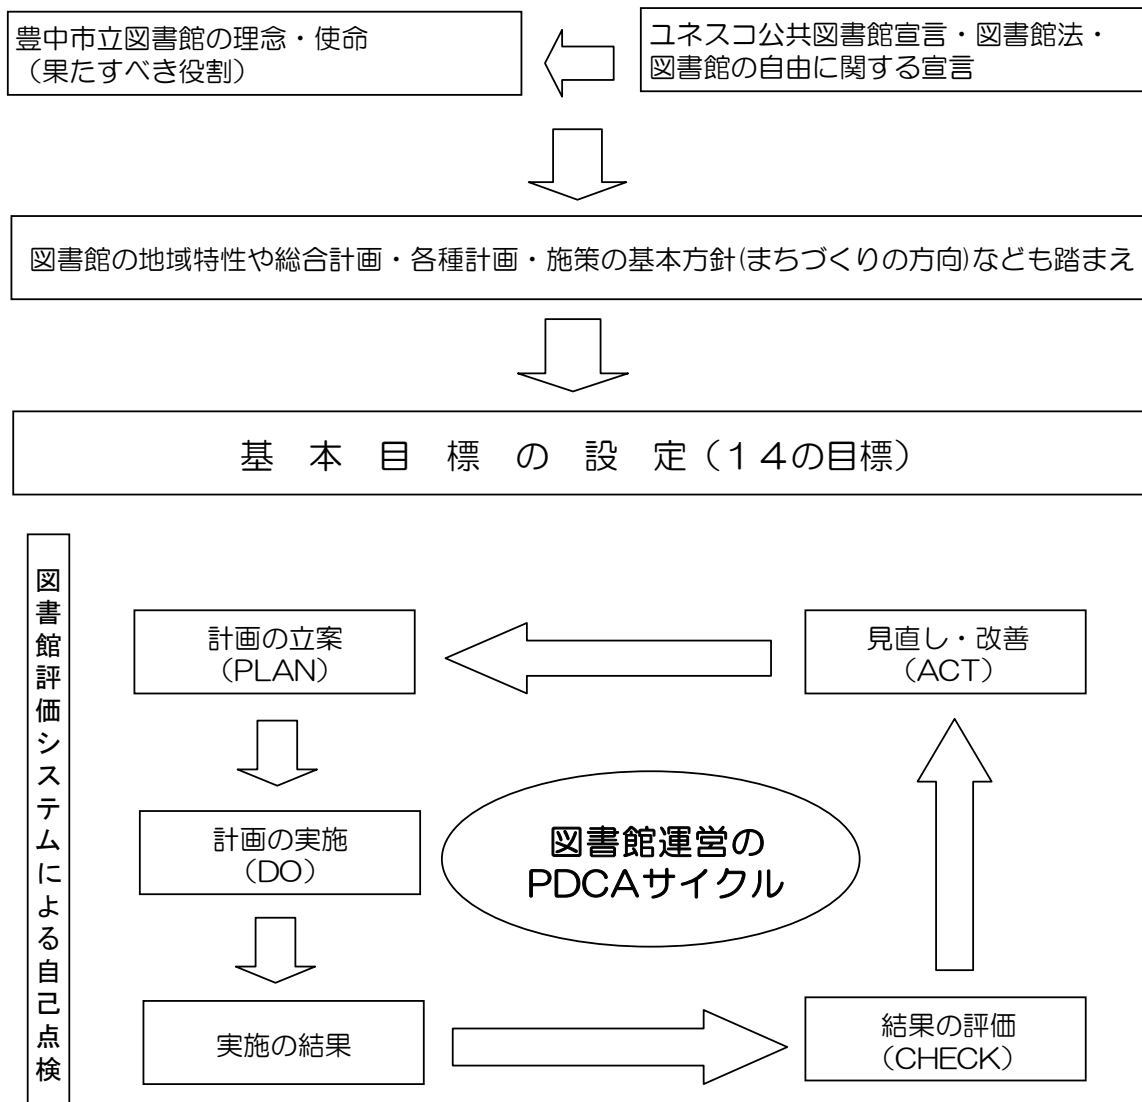 豊中市立図書館の理念・使命
（果たすべき役割）
ユネスコ公共図書館宣言・図書館法・
図書館の自由に関する宣言
図書館の地域特性や総合計画・各種計画・施策の基本方針(まちづくりの方向)なども踏まえ
基本目標の設定（１４の目標）
図書館評価システムによる自己点検
計画の立案
（PLAN）
見直し・改善
（ACT）
計画の実施
（DO）
図書館運営の
PDCAサイクル
実施の結果
結果の評価
（CHECK）